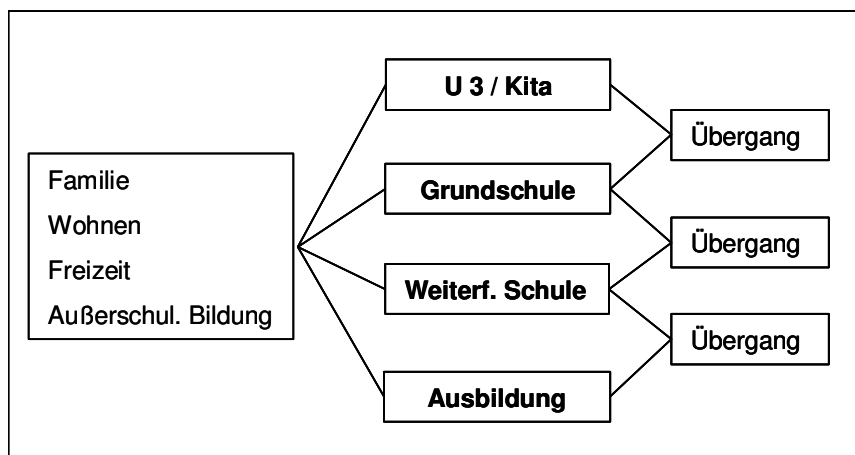 Familie
Wohnen
Freizeit
Außerschul. Bildung
U 3 / Kita
Grundschule
Weiterf. Schule
Ausbildung
Übergang
Übergang
Übergang